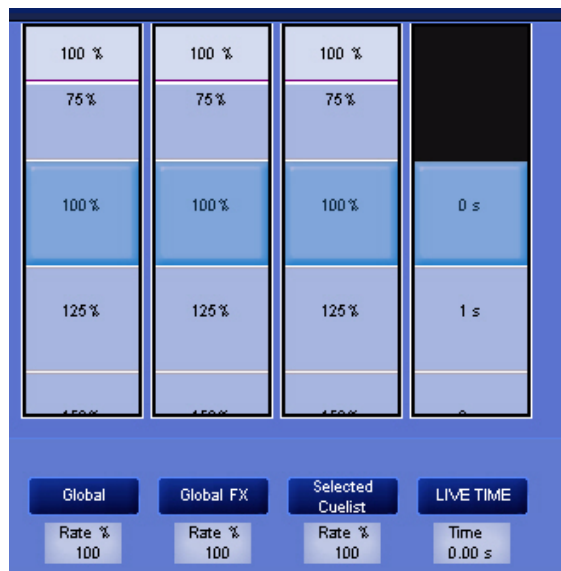 100 % 100 % 100 %
75% 75% 75%
100% 100% 100% 0 s
125% 125% 125% 1 s
Global Global FX Selected Cuelist LIVE TIME
Rate % Rate % Rate % Time
100 100 100 0.00 s